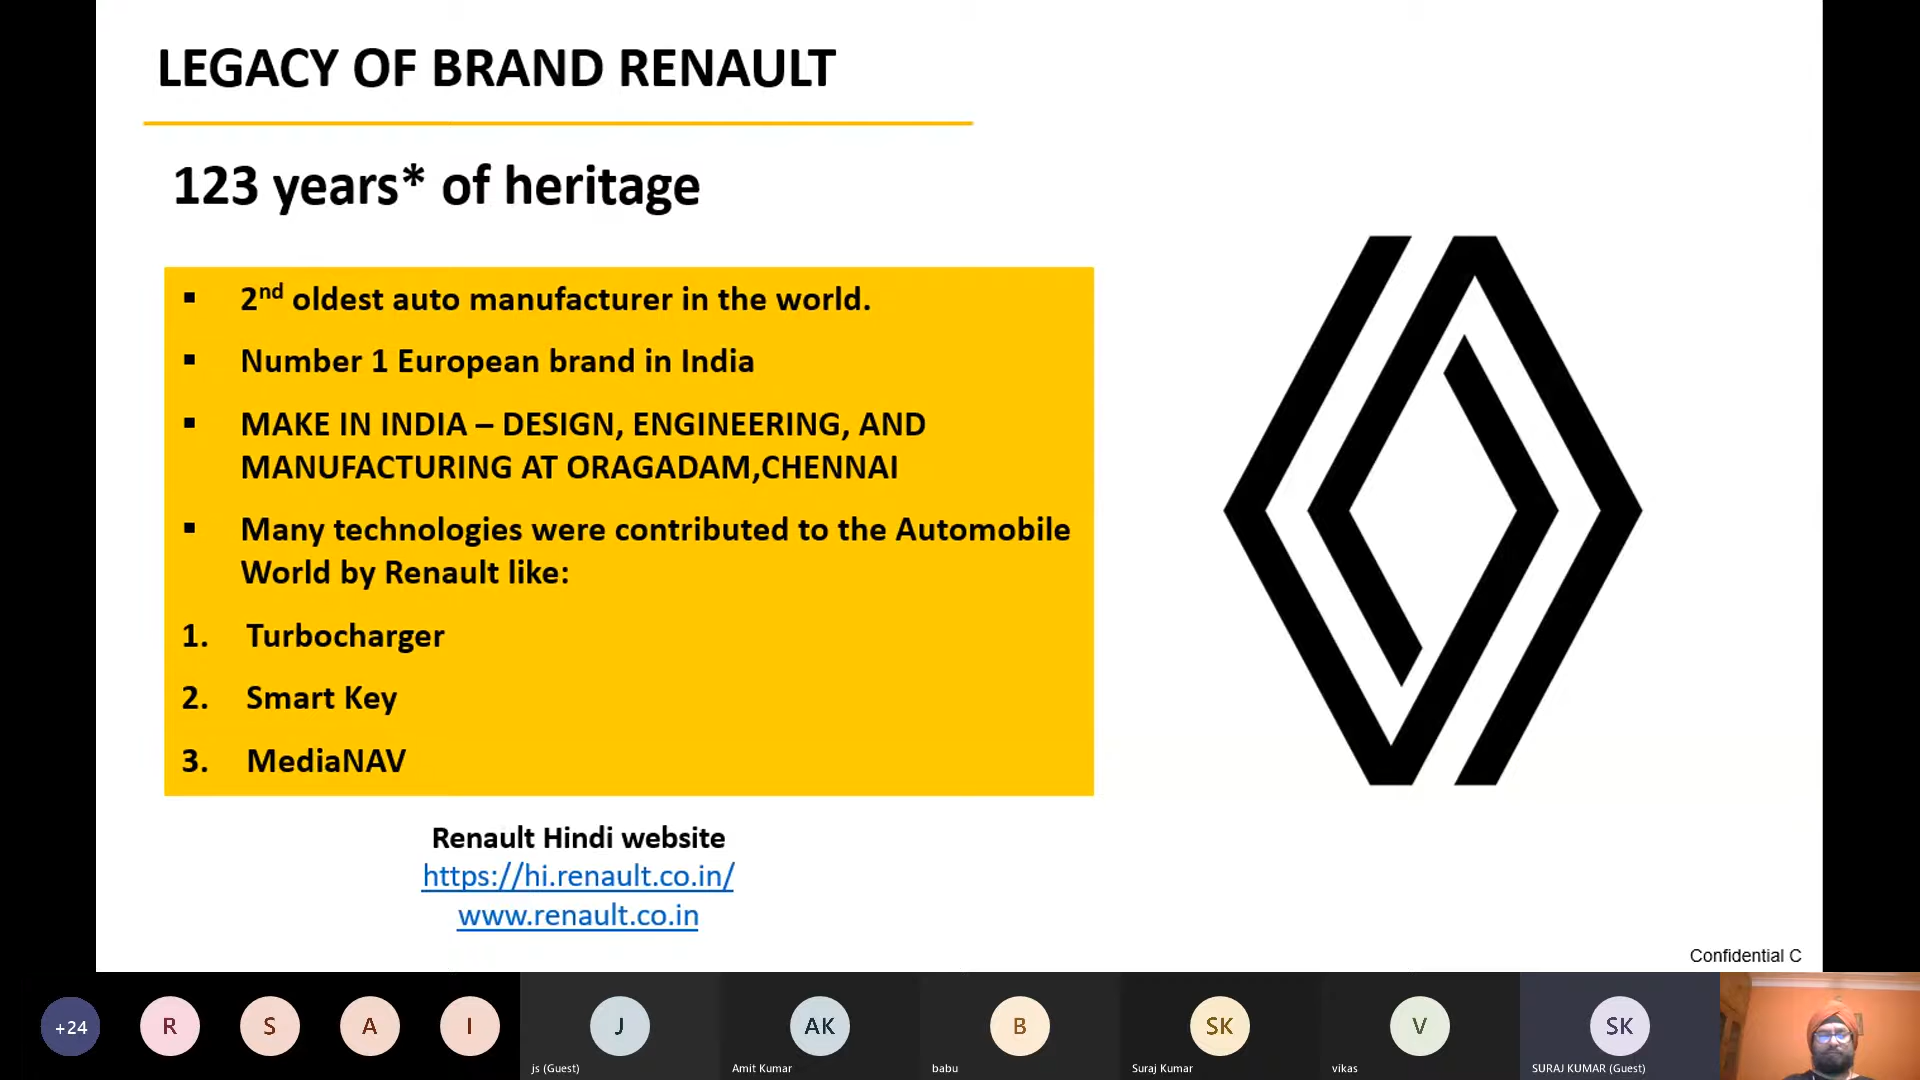 LEGACY OF BRAND RENAULT
123 years* of heritage
▪ 2nd oldest auto manufacturer in the world.
▪ Number 1 European brand in India
▪ MAKE IN INDIA – DESIGN, ENGINEERING, AND
MANUFACTURING AT ORAGADAM,CHENNAI
▪ Many technologies were contributed to the Automobile
World by Renault like:
1. Turbocharger
2. Smart Key
3. MediaNAV
Renault Hindi website
https://hi.renault.co.in/
www.renault.co.in
Confidential C
+24 R S A I J AK B SK V SK
js (Guest) Amit Kumar babu Suraj Kumar vikas SURAJ KUMAR (Guest)